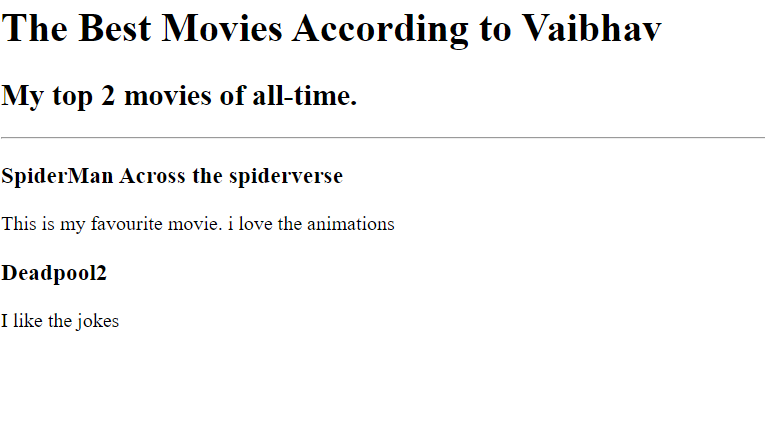 The Best Movies According to Vaibhav
My top 2 movies of all-time.
SpiderMan Across the spiderverse
This is my favourite movie. i love the animations
Deadpool2
I like the jokes